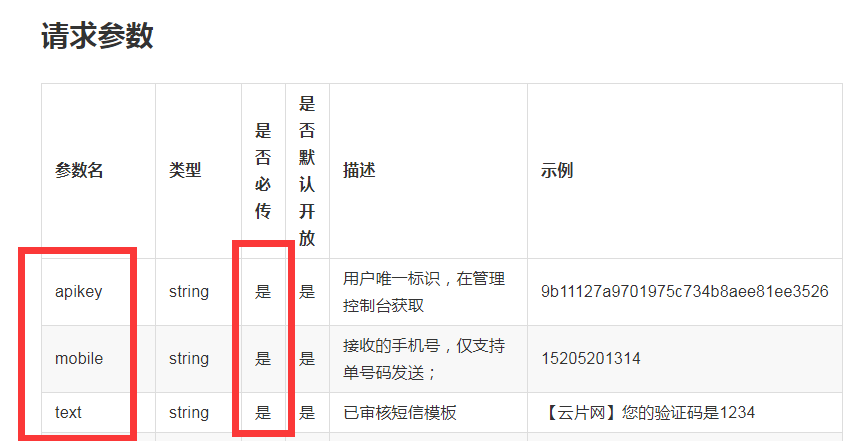 请求参数
参数名 类型 是否必传 是否默认开放 描述 示例
apikey string 是 是 用户唯一标识，在管理控制台获取 9b11127a9701975c734b8aee81ee3526
mobile string 是 是 接收的手机号，仅支持单号码发送； 15205201314
text string 是 是 已审核短信模板 【云片网】您的验证码是1234